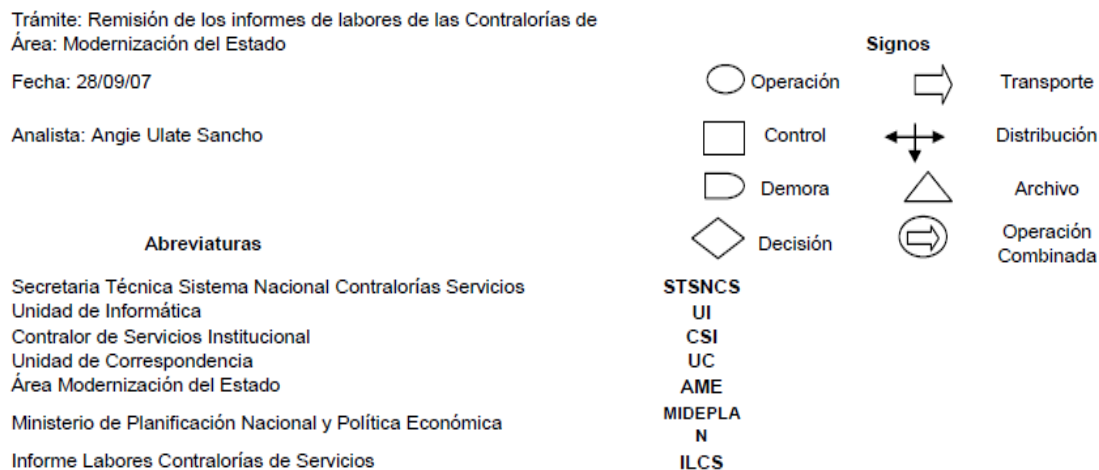 Trámite: Remisión de los informes de labores de las Contralorías de
Área: Modernización del Estado
Signos
Fecha: 28/09/07
Operación
Transporte
Analista: Angie Ulate Sancho
Control
Distribución
Demora
Archivo
Abreviaturas
Decisión
Operación
Combinada
Secretaria Técnica Sistema Nacional Contralorías Servicios STSNCS
Unidad de Informática UI
Contralor de Servicios Institucional CSI
Unidad de Correspondencia UC
Área Modernización del Estado AME
Ministerio de Planificación Nacional y Política Económica MIDEPLA
N
Informe Labores Contralorías de Servicios ILCS